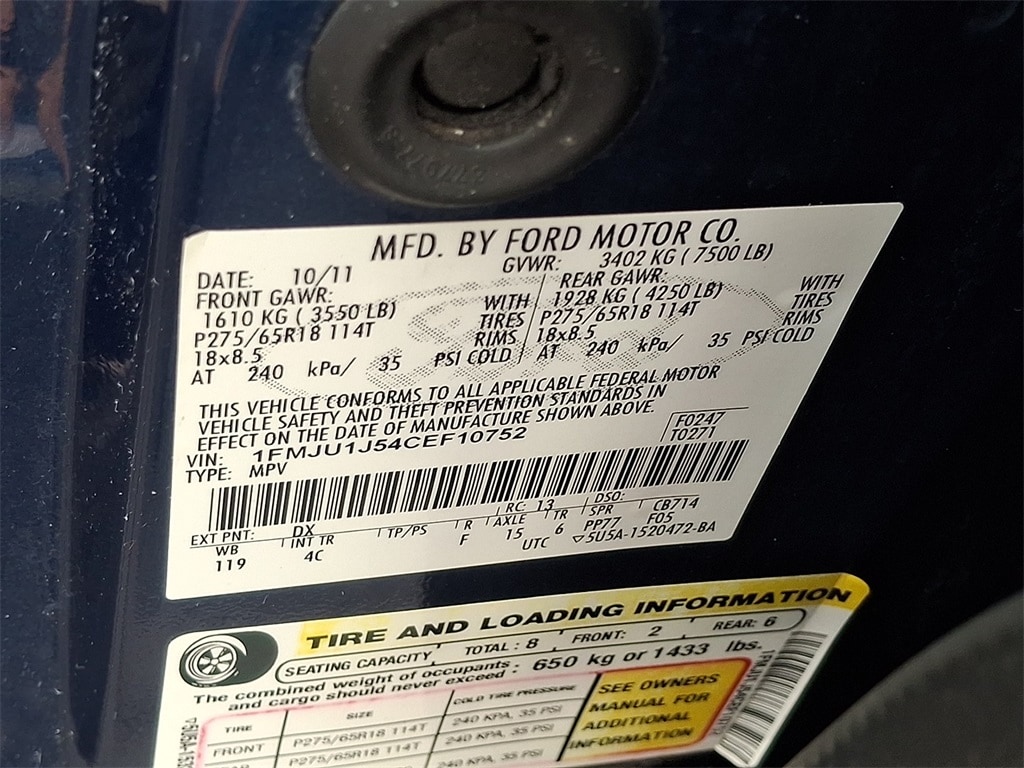 MFD. BY FORD MOTOR CO.
DATE: 10/11 GVWR: 3402 KG ( 7500 LB)
FRONT GAWR: REAR GAWR:
1610 KG ( 3550 LB) WITH 1928 KG ( 4250 LB) WITH
P275/65R18 114T TIRES P275/65R18 114T TIRES
18x8.5 RIMS 18x8.5 RIMS
AT 240 kPa/ 35 PSI COLD AT 240 kPa/ 35 PSI COLD
THIS VEHICLE CONFORMS TO ALL APPLICABLE FEDERAL MOTOR
VEHICLE SAFETY AND THEFT PREVENTION STANDARDS IN
EFFECT ON THE DATE OF MANUFACTURE SHOWN ABOVE.
VIN: 1FMJU1J54CEF10752 F0247
TYPE: MPV T0271
EXT PNT: DX RC: 13 DSO: CB714
WB INT TR TP/PS R AXLE TR SPR F05
119 4C F 15 6 PP77
UTC ▽5U5A-1520472-BA
TIRE AND LOADING INFORMATION
SEATING CAPACITY TOTAL : 8 FRONT: 2 REAR: 6
The combined weight of occupants
and cargo should never exceed : 650 kg or 1433 lbs.
TIRE SIZE COLD TIRE PRESSURE
FRONT P275/65R18 114T 240 KPA, 35 PSI
P275/65R18 114T 240 KPA, 35 PSI
SEE OWNERS
MANUAL FOR
ADDITIONAL
INFORMATION